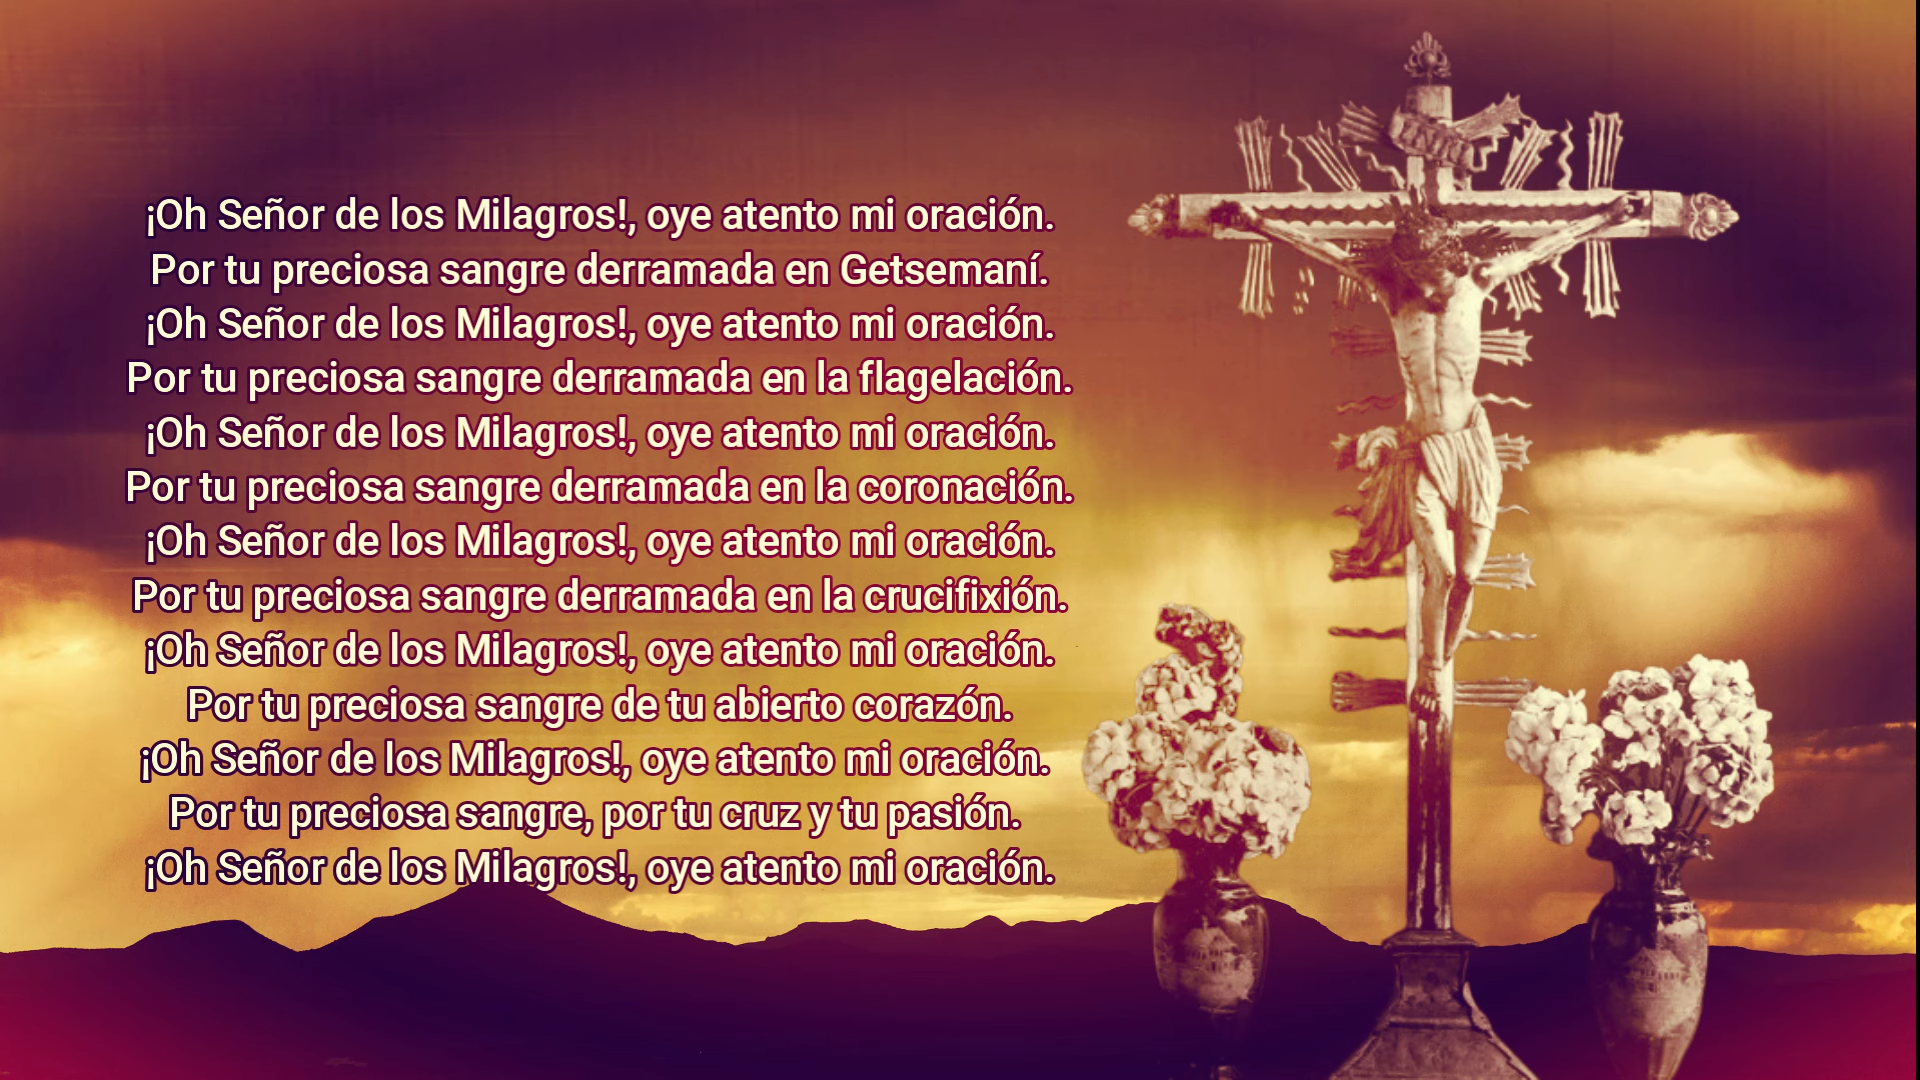 ¡Oh Señor de los Milagros!, oye atento mi oración.
Por tu preciosa sangre derramada en Getsemaní.
¡Oh Señor de los Milagros!, oye atento mi oración.
Por tu preciosa sangre derramada en la flagelación.
¡Oh Señor de los Milagros!, oye atento mi oración.
Por tu preciosa sangre derramada en la coronación.
¡Oh Señor de los Milagros!, oye atento mi oración.
Por tu preciosa sangre derramada en la crucifixión.
¡Oh Señor de los Milagros!, oye atento mi oración.
Por tu preciosa sangre de tu abierto corazón.
¡Oh Señor de los Milagros!, oye atento mi oración.
Por tu preciosa sangre, por tu cruz y tu pasión.
¡Oh Señor de los Milagros!, oye atento mi oración.